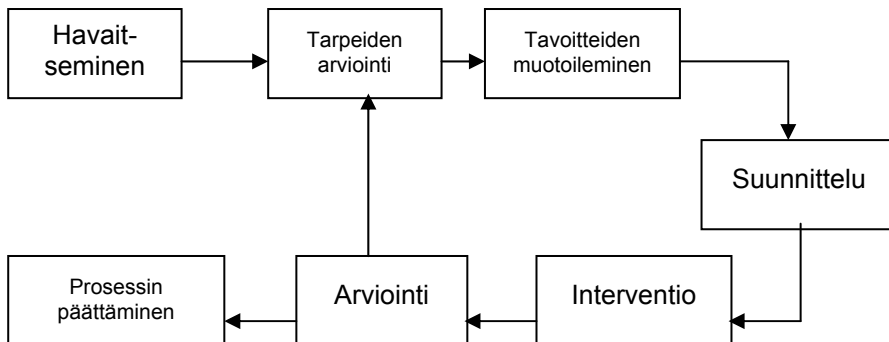 Havait-
seminen
Tarpeiden
arviointi
Tavoitteiden
muotoileminen
Suunnittelu
Prosessin
päättäminen
Arviointi
Interventio